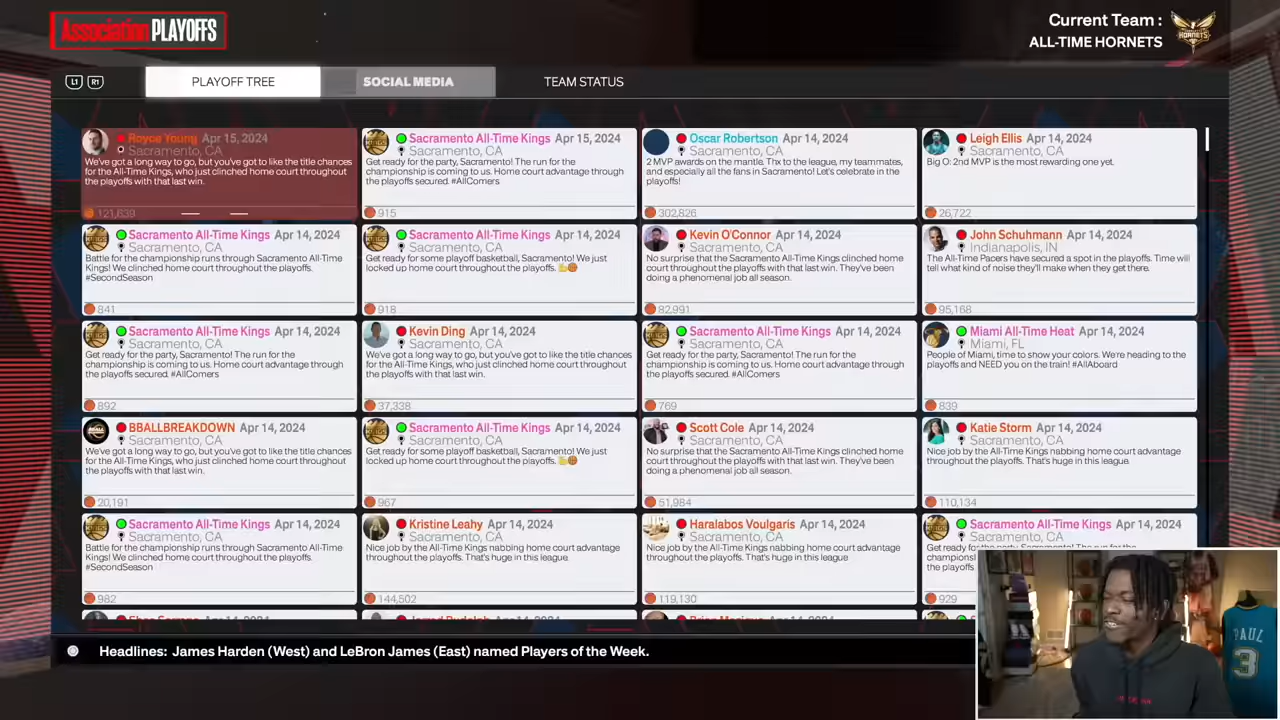 Association PLAYOFFS
Current Team :
ALL-TIME HORNETS
HORNETS
L1 R1
PLAYOFF TREE
SOCIAL MEDIA
TEAM STATUS
Royce Young Apr 15, 2024
Sacramento, CA
We've got a long way to go, but you've got to like the title chances
for the All-Time Kings, who just clinched home court throughout
the playoffs with that last win.
121,639
Sacramento All-Time Kings Apr 15, 2024
Sacramento, CA
Get ready for the party, Sacramento! The run for the
championship is coming to us. Home court advantage through
the playoffs secured. #AllComers
915
Oscar Robertson Apr 14, 2024
Sacramento, CA
2 MVP awards on the mantle. Thx to the league, my teammates,
and especially all the fans in Sacramento! Let's celebrate in the
playoffs!
302,826
Leigh Ellis Apr 14, 2024
Sacramento, CA
Big O: 2nd MVP is the most rewarding one yet.
26,722
Sacramento All-Time Kings Apr 14, 2024
Sacramento, CA
Battle for the championship runs through Sacramento All-Time
Kings! We clinched home court throughout the playoffs.
#SecondSeason
841
Sacramento All-Time Kings Apr 14, 2024
Sacramento, CA
Get ready for some playoff basketball, Sacramento! We just
locked up home court throughout the playoffs.
918
Kevin O'Connor Apr 14, 2024
Sacramento, CA
No surprise that the Sacramento All-Time Kings clinched home
court throughout the playoffs with that last win. They've been
doing a phenomenal job all season.
82,991
John Schuhmann Apr 14, 2024
Indianapolis, IN
The All-Time Pacers have secured a spot in the playoffs. Time will
tell what kind of noise they'll make when they get there.
95,168
Sacramento All-Time Kings Apr 14, 2024
Sacramento, CA
Get ready for the party, Sacramento! The run for the
championship is coming to us. Home court advantage through
the playoffs secured. #AllComers
892
Kevin Ding Apr 14, 2024
Sacramento, CA
We've got a long way to go, but you've got to like the title chances
for the All-Time Kings, who just clinched home court throughout
the playoffs with that last win.
37,338
Sacramento All-Time Kings Apr 14, 2024
Sacramento, CA
Get ready for the party, Sacramento! The run for the
championship is coming to us. Home court advantage through
the playoffs secured. #AllComers
769
Miami All-Time Heat Apr 14, 2024
Miami, FL
People of Miami, time to show your colors. We're heading to the
playoffs and NEED you on the train! #AllAboard
839
BBALLBREAKDOWN Apr 14, 2024
Sacramento, CA
We've got a long way to go, but you've got to like the title chances
for the All-Time Kings, who just clinched home court throughout
the playoffs with that last win.
20,191
Sacramento All-Time Kings Apr 14, 2024
Sacramento, CA
Get ready for some playoff basketball, Sacramento! We just
locked up home court throughout the playoffs.
967
Scott Cole Apr 14, 2024
Sacramento, CA
No surprise that the Sacramento All-Time Kings clinched home
court throughout the playoffs with that last win. They've been
doing a phenomenal job all season.
51,984
Katie Storm Apr 14, 2024
Sacramento, CA
Nice job by the All-Time Kings nabbing home court advantage
throughout the playoffs. That's huge in this league.
110,134
Sacramento All-Time Kings Apr 14, 2024
Sacramento, CA
Battle for the championship runs through Sacramento All-Time
Kings! We clinched home court throughout the playoffs.
#SecondSeason
982
Kristine Leahy Apr 14, 2024
Sacramento, CA
Nice job by the All-Time Kings nabbing home court advantage
throughout the playoffs. That's huge in this league.
144,502
Haralabos Voulgaris Apr 14, 2024
Sacramento, CA
Nice job by the All-Time Kings nabbing home court advantage
throughout the playoffs. That's huge in this league
119,130
Sacramento All-Time Kings Apr 14, 2024
Sacramento, CA
Get ready for the party, Sacramento! The run for the
929
Headlines: James Harden (West) and LeBron James (East) named Players of the Week.
PAUL
3